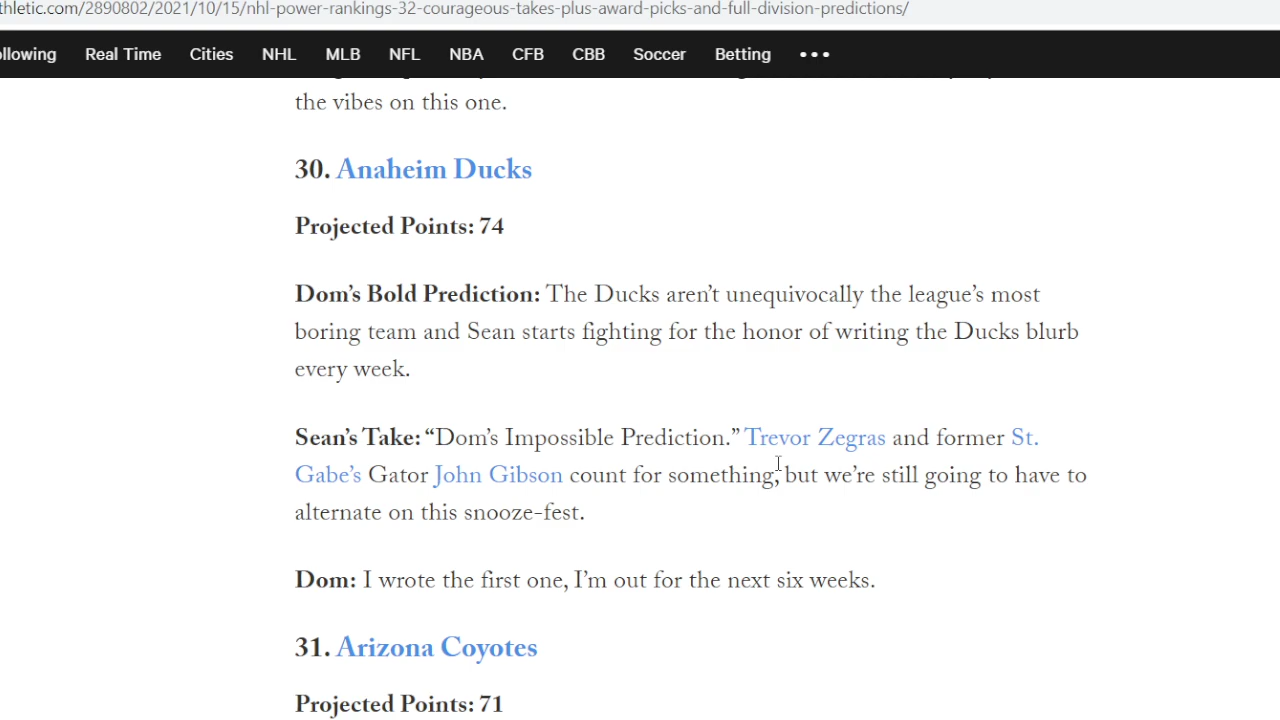 thletic.com/2890802/2021/10/15/nhl-power-rankings-32-courageous-takes-plus-award-picks-and-full-division-predictions/
ollowing Real Time Cities NHL MLB NFL NBA CFB CBB Soccer Betting •••
the vibes on this one.
30. Anaheim Ducks
Projected Points: 74
Dom’s Bold Prediction: The Ducks aren’t unequivocally the league’s most
boring team and Sean starts fighting for the honor of writing the Ducks blurb
every week.
Sean’s Take: “Dom’s Impossible Prediction.” Trevor Zegras and former St.
Gabe’s Gator John Gibson count for something, but we’re still going to have to
alternate on this snooze-fest.
Dom: I wrote the first one, I’m out for the next six weeks.
31. Arizona Coyotes
Projected Points: 71